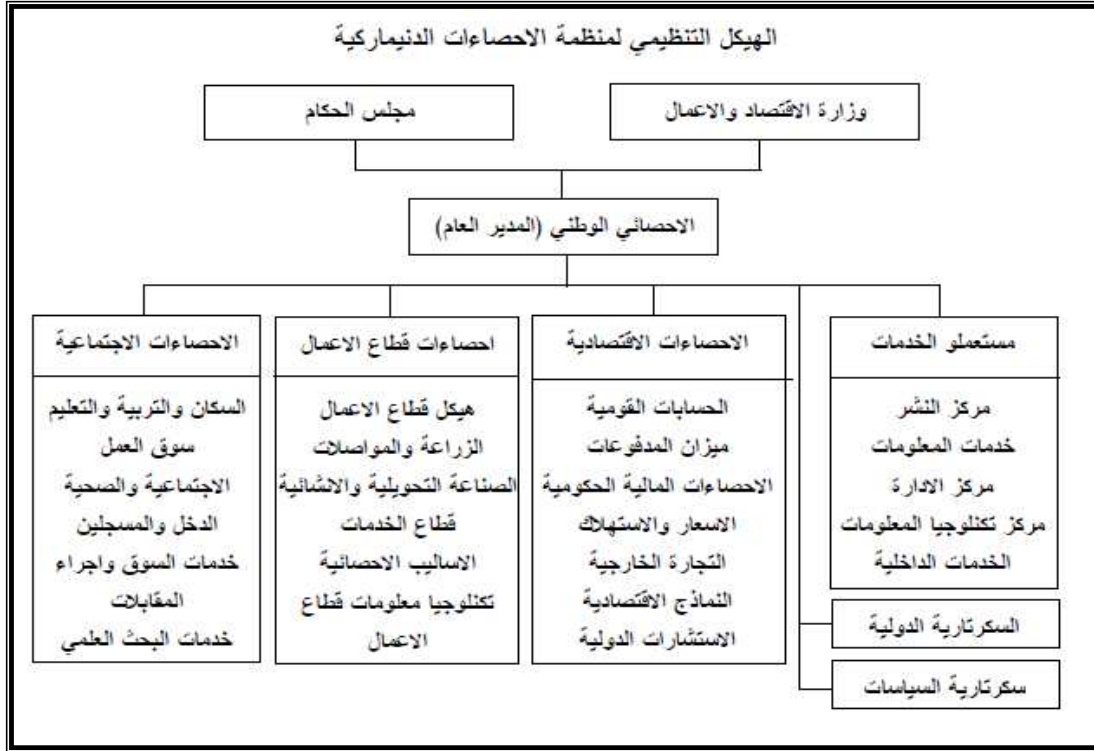 الهيكل التنظيمي لمنظمة الاحصاءات الدنيماركية
وزارة الاقتصاد والاعمال
مجلس الحكام
الاحصائي الوطني (المدير العام)
مستعملو الخدمات
مركز النشر
خدمات المعلومات
مركز الادارة
مركز تكنلوجيا المعلومات
الخدمات الداخلية
السكرتارية الدولية
سكرتارية السياسات
الاحصاءات الاقتصادية
الحسابات القومية
ميزان المدفوعات
الاحصاءات المالية الحكومية
الاسعار والاستهلاك
التجارة الخارجية
النماذج الاقتصادية
الاستشارات الدولية
احصاءات قطاع الاعمال
هيكل قطاع الاعمال
الزراعة والمواصلات
الصناعة التحويلية والانشائية
قطاع الخدمات
الاساليب الاحصائية
تكنلوجيا معلومات قطاع
الاعمال
الاحصاءات الاجتماعية
السكان والتربية والتعليم
سوق العمل
الاجتماعية والصحية
الدخل والمسجلين
خدمات السوق واجراء
المقابلات
خدمات البحث العلمي